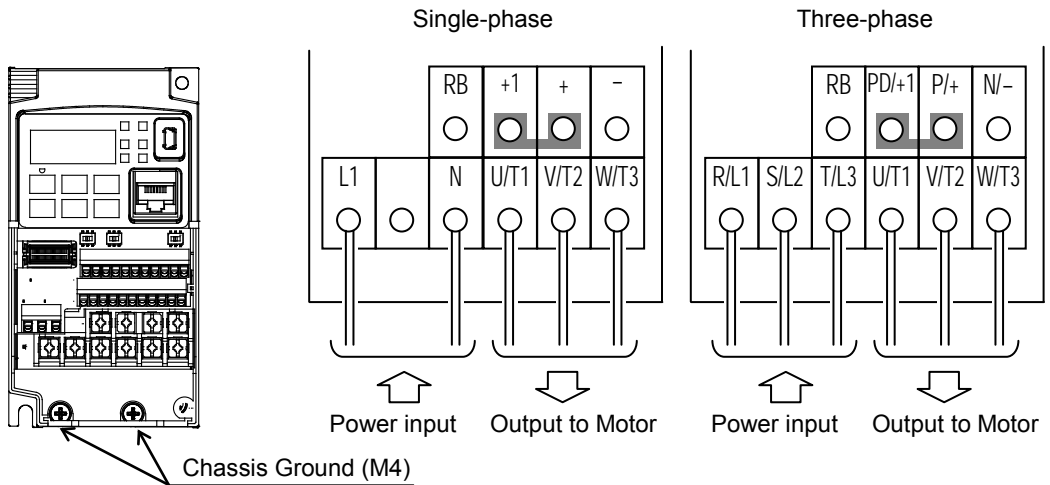 Single-phase
RB +1 + −
L1 N U/T1 V/T2 W/T3
Power input Output to Motor
Three-phase
RB PD/+1 P/+ N/−
R/L1 S/L2 T/L3 U/T1 V/T2 W/T3
Power input Output to Motor
Chassis Ground (M4)